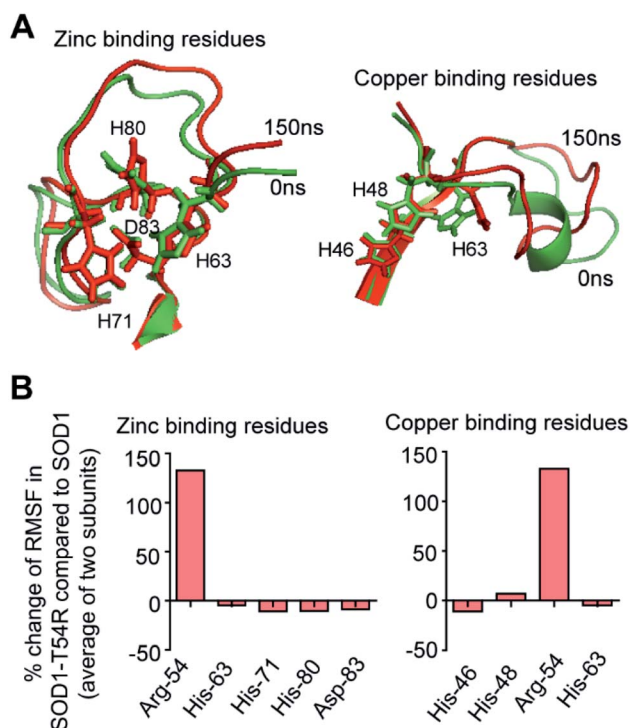 A
Zinc binding residues
Copper binding residues
H80
150ns
0ns
D83
H63
H71
150ns
H48
H46
H63
0ns
B
Zinc binding residues
Copper binding residues
% change of RMSF in
SOD1-T54R compared to SOD1
(average of two subunits)
150
100
50
0
-50
Arg-54
His-63
His-71
His-80
Asp-83
150
100
50
0
-50
His-46
His-48
Arg-54
His-63